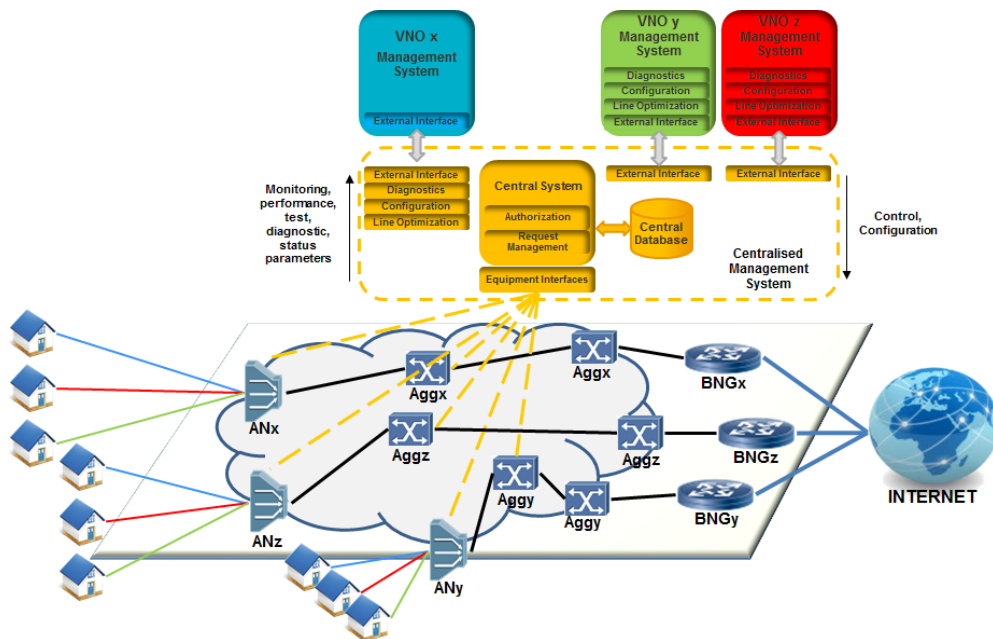 VNO x
Management
System
External Interface
VNO y
Management
System
Diagnostics
Configuration
Line Optimization
External Interface
VNO z
Management
System
Diagnostics
Configuration
Line Optimization
External Interface
External Interface
Diagnostics
Configuration
Line Optimization
Central System
Authorization
Request
Management
Equipment Interfaces
Central
Database
External Interface
External Interface
Centralised
Management
System
Monitoring,
performance,
test,
diagnostic,
status
parameters
Control,
Configuration
ANx
Aggx
Aggx
BNGx
Aggz
Aggz
BNGz
ANz
Aggy
Aggy
BNGy
ANy
INTERNET